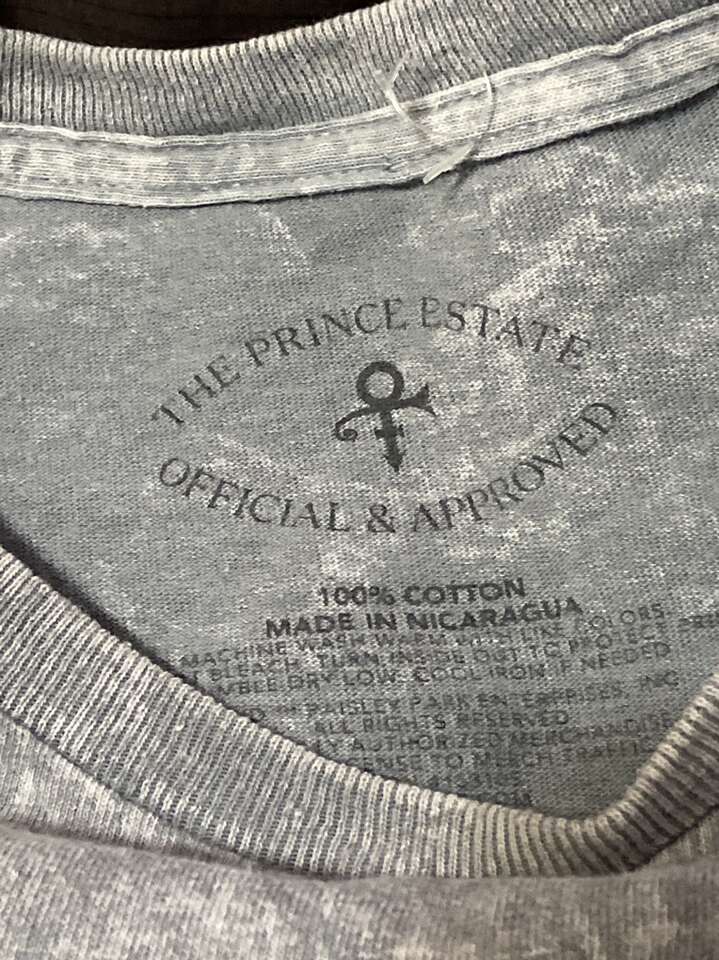 THE PRINCE ESTATE
OFFICIAL & APPROVED
100% COTTON
MADE IN NICARAGUA
MACHINE WASH WARM WITH LIKE COLORS
BLEACH. TURN INSIDE OUT TO PROTECT
DRY LOW. COOL IRON IF NEEDED
PAISLEY PARK ENTERPRISES, INC
ALL RIGHTS RESERVED
AUTHORIZED MERCHANDISE
TO MERCH TRAFFIC